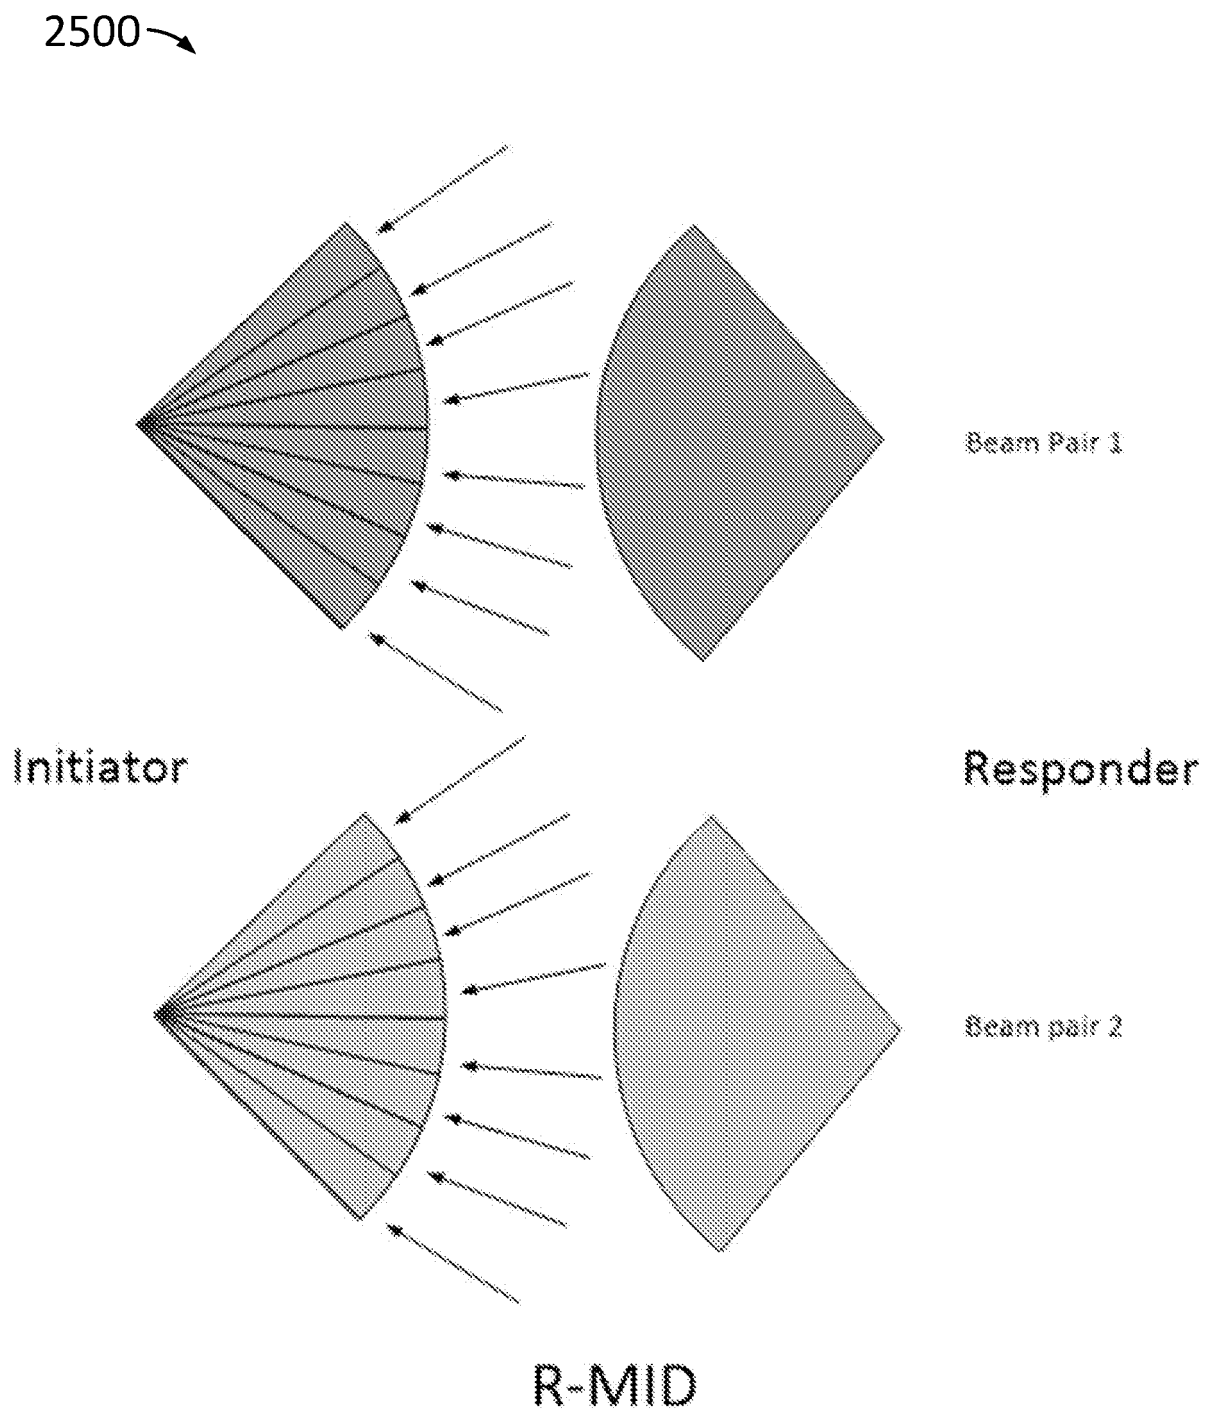 2500
Beam Pair 1
Initiator
Responder
Beam pair 2
R-MID